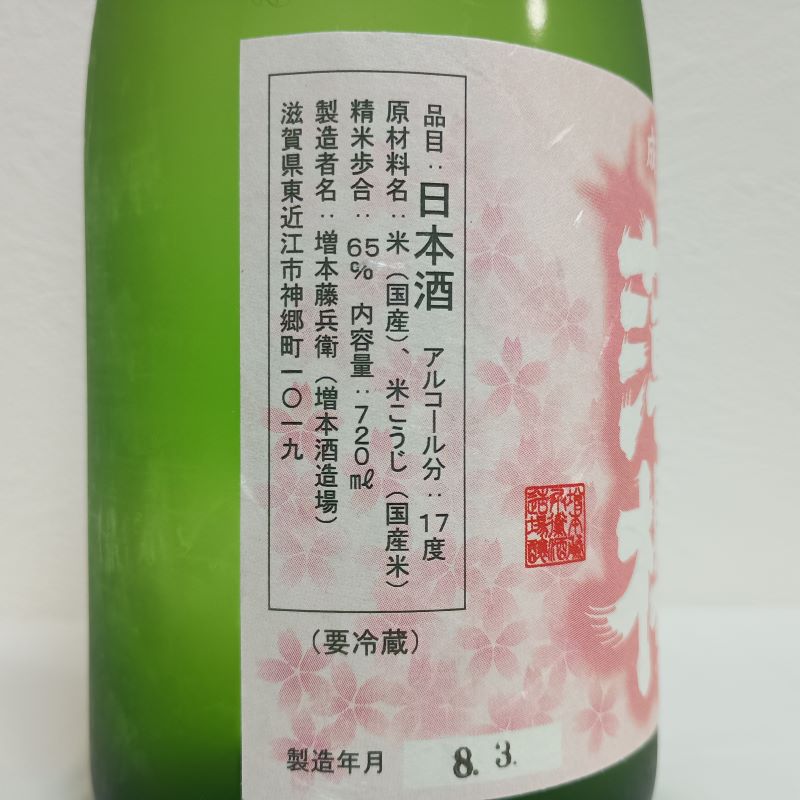 品目：日本酒 アルコール分：17度
原材料名：米（国産）、米こうじ（国産米）
精米歩合：65% 内容量：720ml
製造者名：増本藤兵衛（増本酒造場）
滋賀県東近江市神郷町一〇一九
（要冷蔵）
製造年月 8. 3.
薄桜